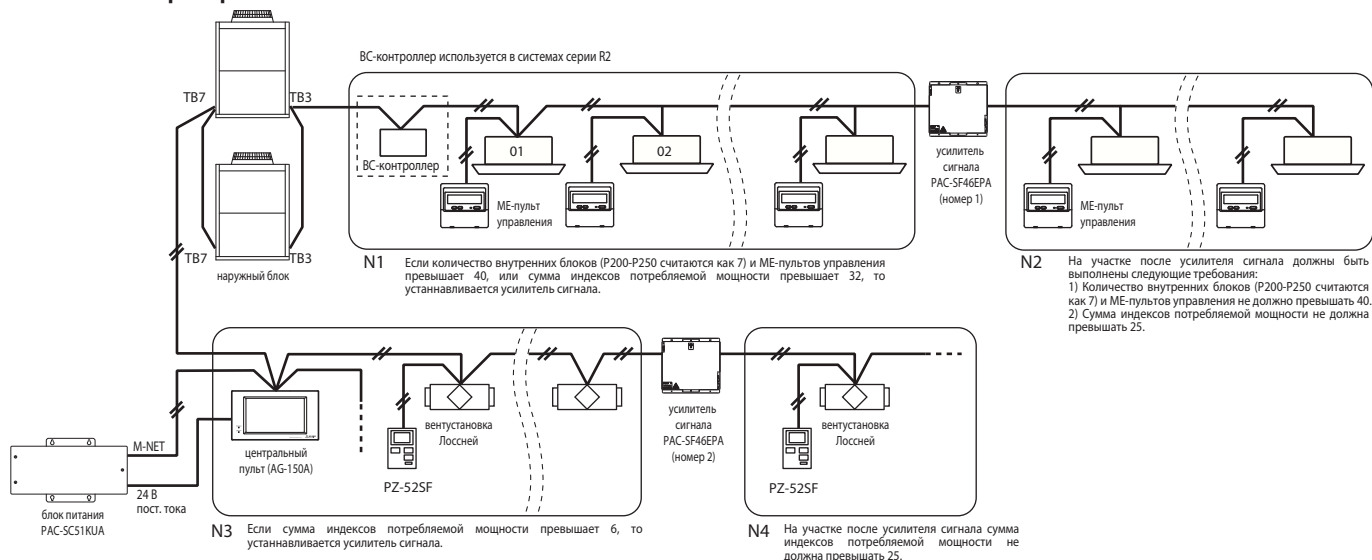 ВС-контроллер используется в системах серии R2
TB7
TB3
ВС-контроллер
01
02
МЕ-пульт
управления
усилитель
сигнала
PAC-SF46EPA
(номер 1)
МЕ-пульт
управления
TB7
TB3
наружный блок
N1
Если количество внутренних блоков (P200-P250 считаются как 7) и МЕ-пультов управления
превышает 40, или сумма индексов потребляемой мощности превышает 32, то
устаннавливается усилитель сигнала.
N2
На участке после усилителя сигнала должны быть
выполнены следующие требования:
1) Количество внутренних блоков (P200-P250 считаются
как 7) и МЕ-пультов управления не должно превышать 40.
2) Сумма индексов потребляемой мощности не должна
превышать 25.
M-NET
24 В
пост. тока
блок питания
PAC-SC51KUA
центральный
пульт (AG-150A)
вентустановка
Лоссней
PZ-52SF
усилитель
сигнала
PAC-SF46EPA
(номер 2)
вентустановка
Лоссней
PZ-52SF
N3
Если сумма индексов потребляемой мощности превышает 6, то
устаннавливается усилитель сигнала.
N4
На участке после усилителя сигнала сумма
индексов потребляемой мощности не
должна превышать 25.